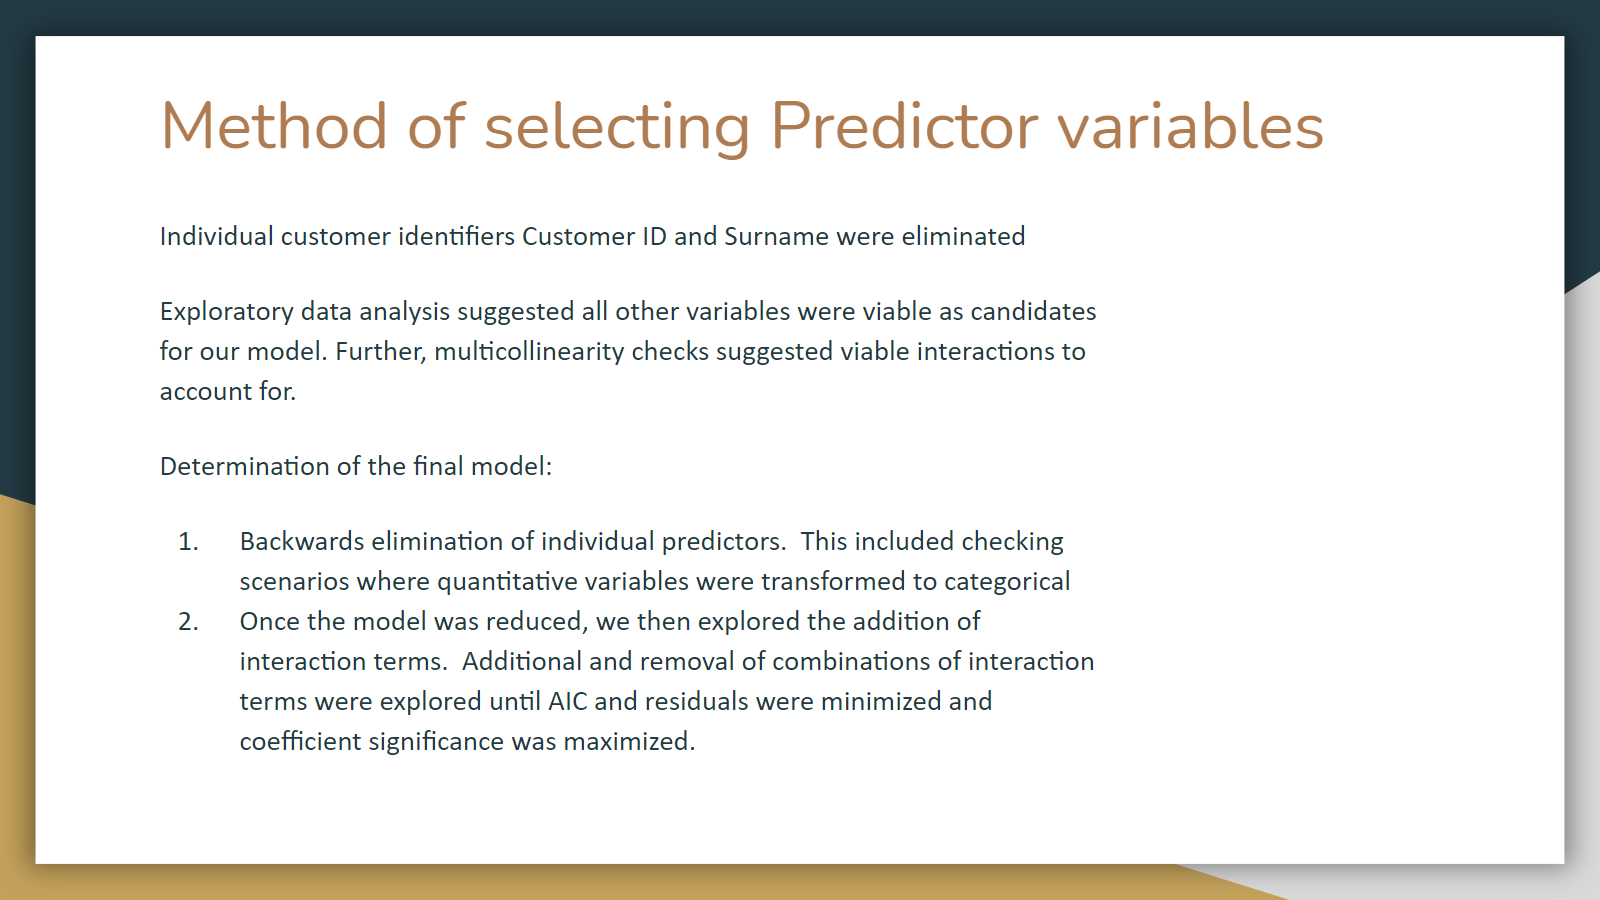 Method of selecting Predictor variables
Individual customer identifiers Customer ID and Surname were eliminated
Exploratory data analysis suggested all other variables were viable as candidates
for our model. Further, multicollinearity checks suggested viable interactions to
account for.
Determination of the final model:
1. Backwards elimination of individual predictors.  This included checking
scenarios where quantitative variables were transformed to categorical
2. Once the model was reduced, we then explored the addition of
interaction terms.  Additional and removal of combinations of interaction
terms were explored until AIC and residuals were minimized and
coefficient significance was maximized.